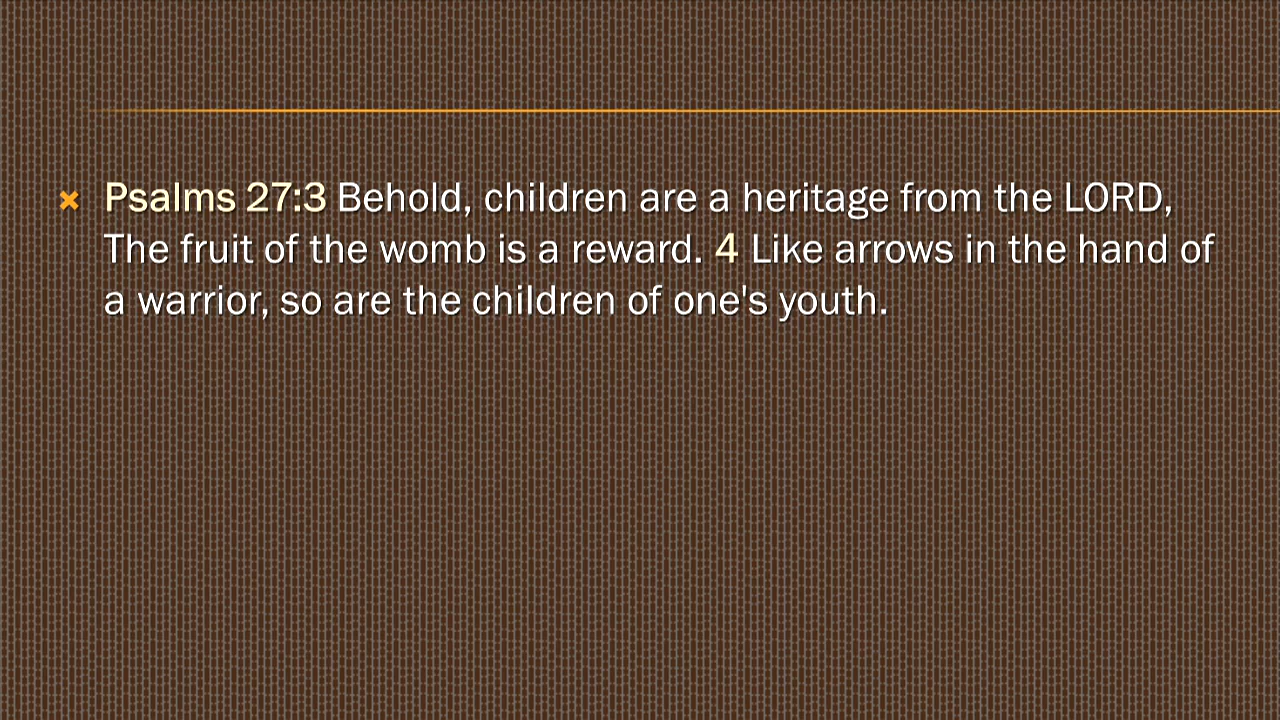 Psalms 27:3 Behold, children are a heritage from the LORD,
The fruit of the womb is a reward. 4 Like arrows in the hand of
a warrior, so are the children of one's youth.